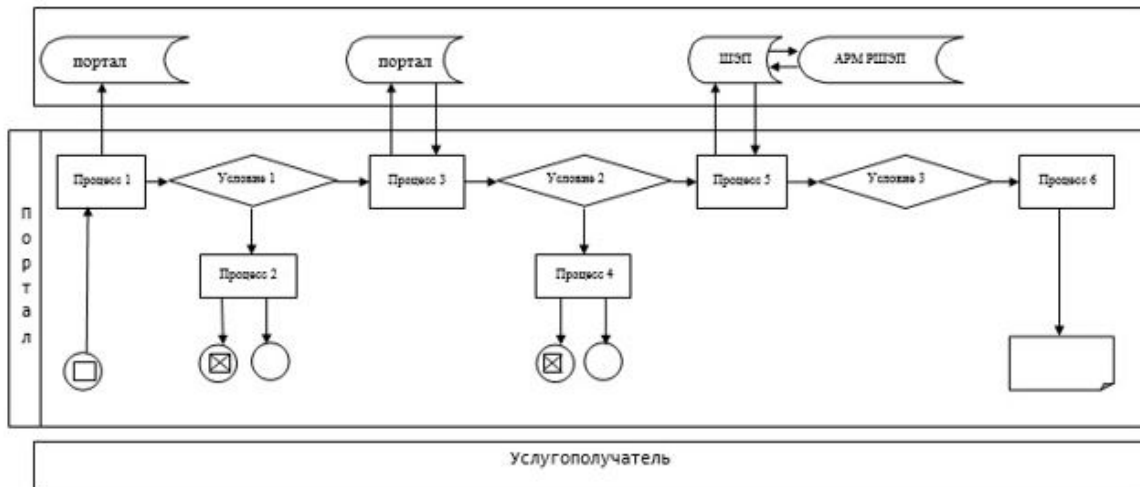 портал
портал
ШЭП
АРМ РШЭП
Портал
Процесс 1
Условие 1
Процесс 3
Условие 2
Процесс 5
Условие 3
Процесс 6
Процесс 2
Процесс 4
Услугополучатель